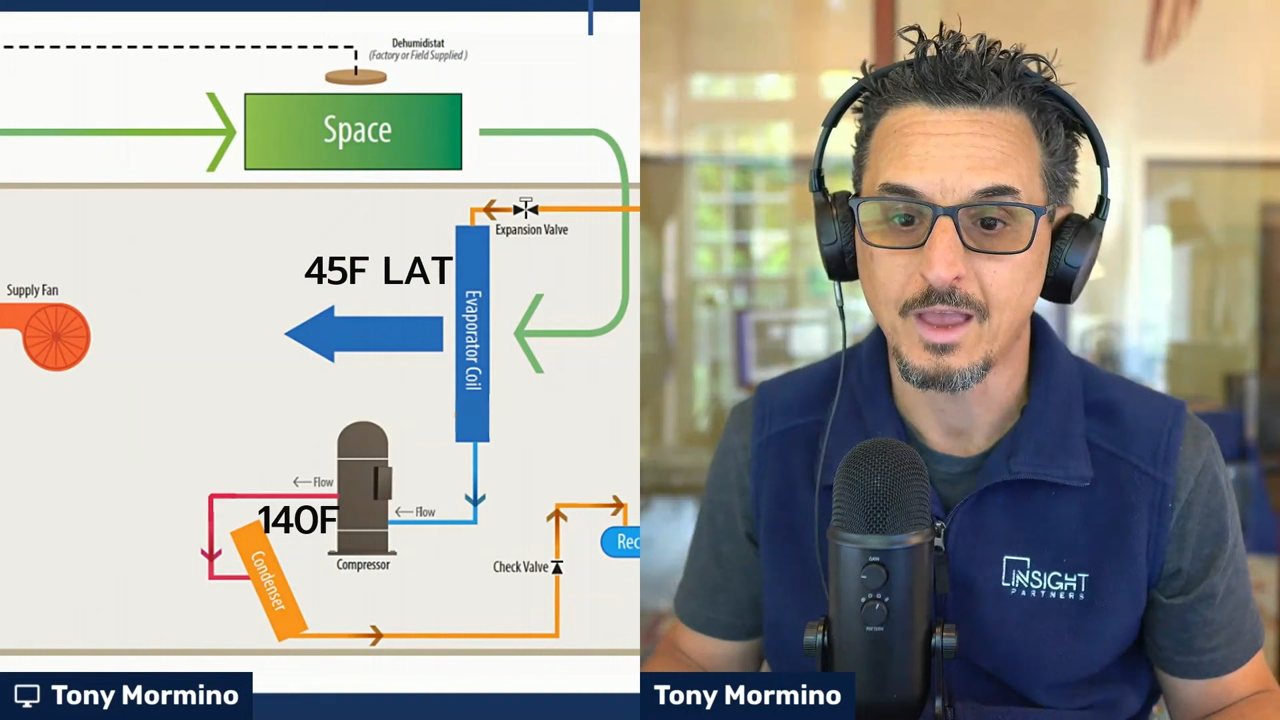 Dehumidistat
(Factory or Field Supplied)
Space
Expansion Valve
45F LAT
Supply Fan
Evaporator Coil
←Flow
140F
←Flow
Condenser
Compressor
Check Valve
Rec
INSIGHT
PARTNERS
Tony Mormino
Tony Mormino